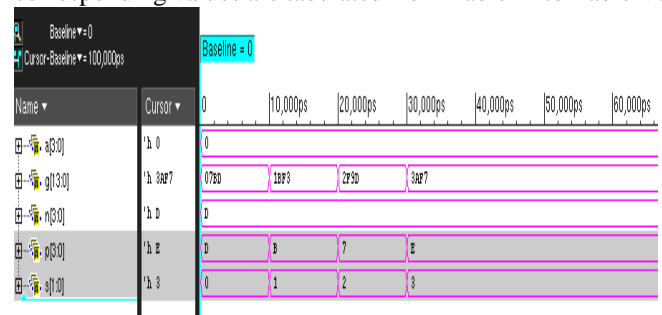 Baseline▼=0
Cursor-Baseline▼=100,000ps
Baseline = 0
Name▼ Cursor▼ 0 10,000ps 20,000ps 30,000ps 40,000ps 50,000ps 60,000ps
a[3:0] 'h 0 0
g[13:0] 'h 3AF7 07BD 1BF3 2F9D 3AF7
n[3:0] 'h D D
p[3:0] 'h E D B 7 E
s[1:0] 'h 3 0 1 2 3